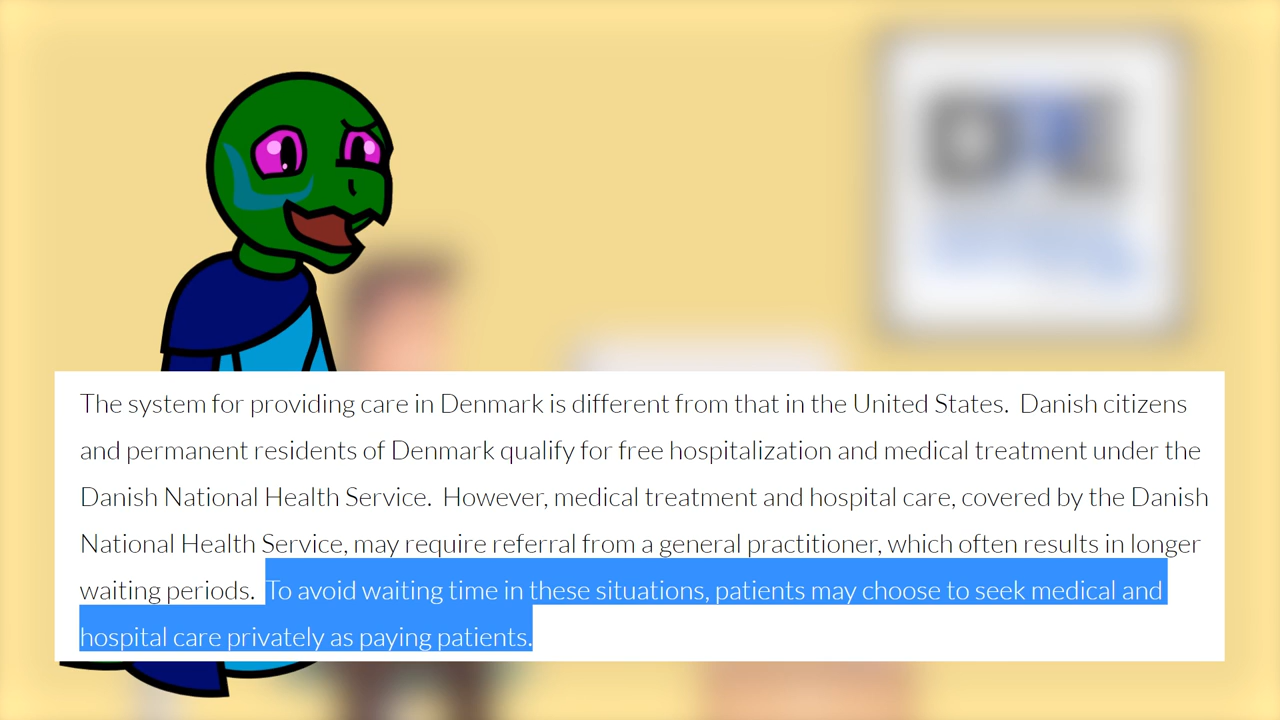 The system for providing care in Denmark is different from that in the United States.  Danish citizens
and permanent residents of Denmark qualify for free hospitalization and medical treatment under the
Danish National Health Service.  However, medical treatment and hospital care, covered by the Danish
National Health Service, may require referral from a general practitioner, which often results in longer
waiting periods.  To avoid waiting time in these situations, patients may choose to seek medical and
hospital care privately as paying patients.